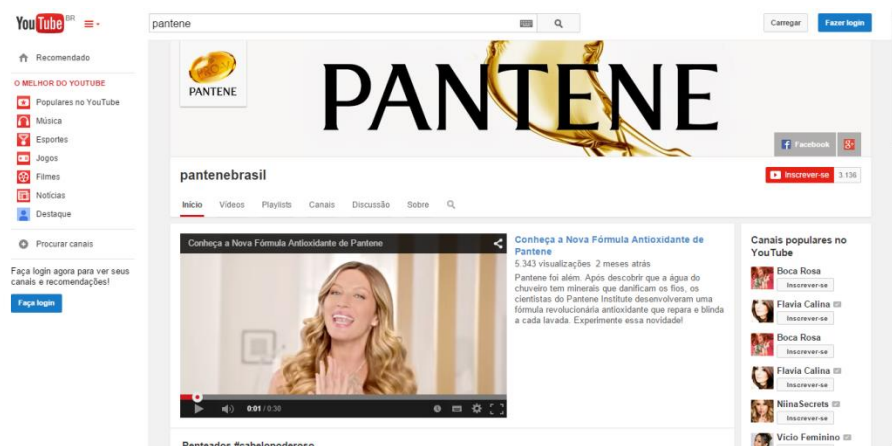 You Tube BR
pantene
Carregar
Fazer login
Recomendado
O MELHOR DO YOUTUBE
Populares no YouTube
Música
Esportes
Jogos
Filmes
Notícias
Destaque
Procurar canais
Faça login agora para ver seus
canais e recomendações!
Faça login
PANTENE
PANTENE
Facebook
pantenebrasil
Inscrever-se 3.136
Início Vídeos Playlists Canais Discussão Sobre
Conheça a Nova Fórmula Antioxidante de Pantene
0:01 / 0:30
Conheça a Nova Fórmula Antioxidante de
Pantene
5.343 visualizações 2 meses atrás
Pantene foi além. Após descobrir que a água do
chuveiro tem minerais que danificam os fios, os
cientistas do Pantene Institute desenvolveram uma
fórmula revolucionária antioxidante que repara e blinda
a cada lavada. Experimente essa novidade!
Penteados #cabelopoderoso
Canais populares no
YouTube
Boca Rosa
Inscrever-se
Flavia Calina
Inscrever-se
Boca Rosa
Inscrever-se
Flavia Calina
Inscrever-se
NiinaSecrets
Inscrever-se
Vício Feminino